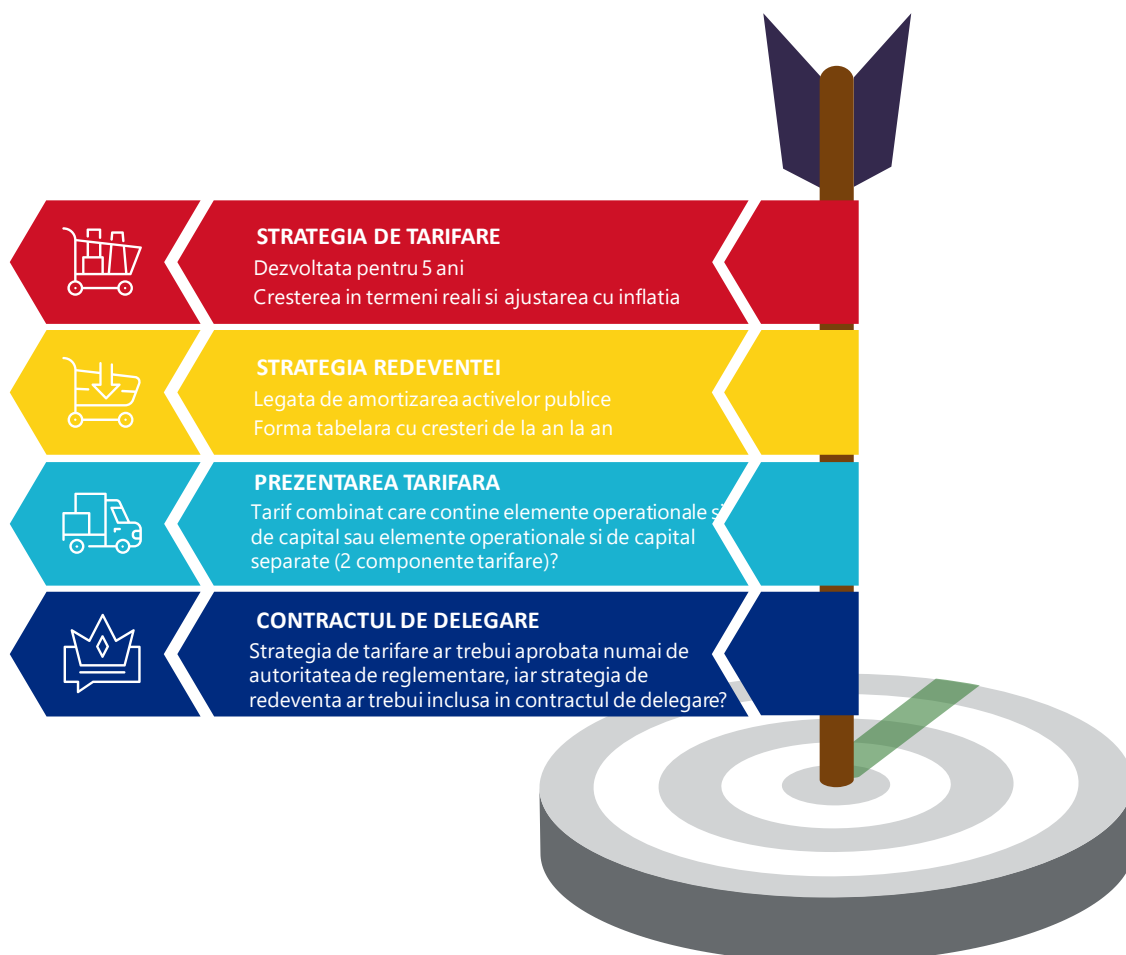 STRATEGIA DE TARIFARE
Dezvoltata pentru 5 ani
Cresterea in termeni reali si ajustarea cu inflatia
STRATEGIA REDEVENTEI
Legata de amortizarea activelor publice
Forma tabelara cu cresteri de la an la an
PREZENTAREA TARIFARA
Tarif combinat care contine elemente operationale si
de capital sau elemente operationale si de capital
separate (2 componente tarifare)?
CONTRACTUL DE DELEGARE
Strategia de tarifare ar trebui aprobata numai de
autoritatea de reglementare, iar strategia de
redeventa ar trebui inclusa in contractul de delegare?